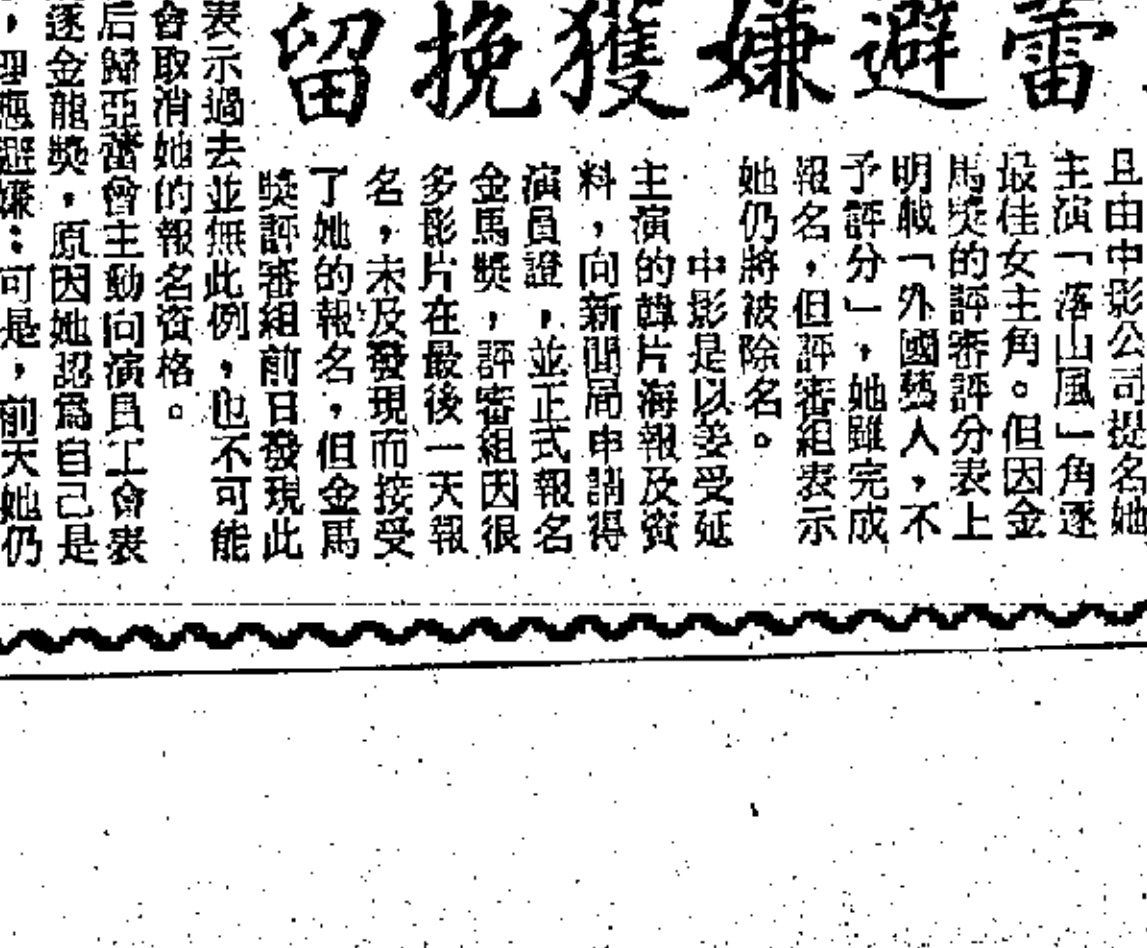 蕾避嫌獲挽留
且由中影公司提名她
主演「落山風」角逐
最佳女主角。但因金
馬獎的評審評分表上
明載「外國藝人,不
予評分」,她雖完成
報名,但評審組表示
她仍將被除名。
中影是以姜受延
主演的韓片海報及資
料,向新聞局申請得
演員證,並正式報名
金馬獎,評審組因很
多影片在最後一天報
名,未及發現而接受
了她的報名,但金馬
獎評審組前日發現此
表示過去並無此例,也不可能
會取消她的報名資格。
后歸亞蕾會主動向演員工會表
逐金龍獎,原因她認為自己是
,理應避嫌:可是,前天她仍